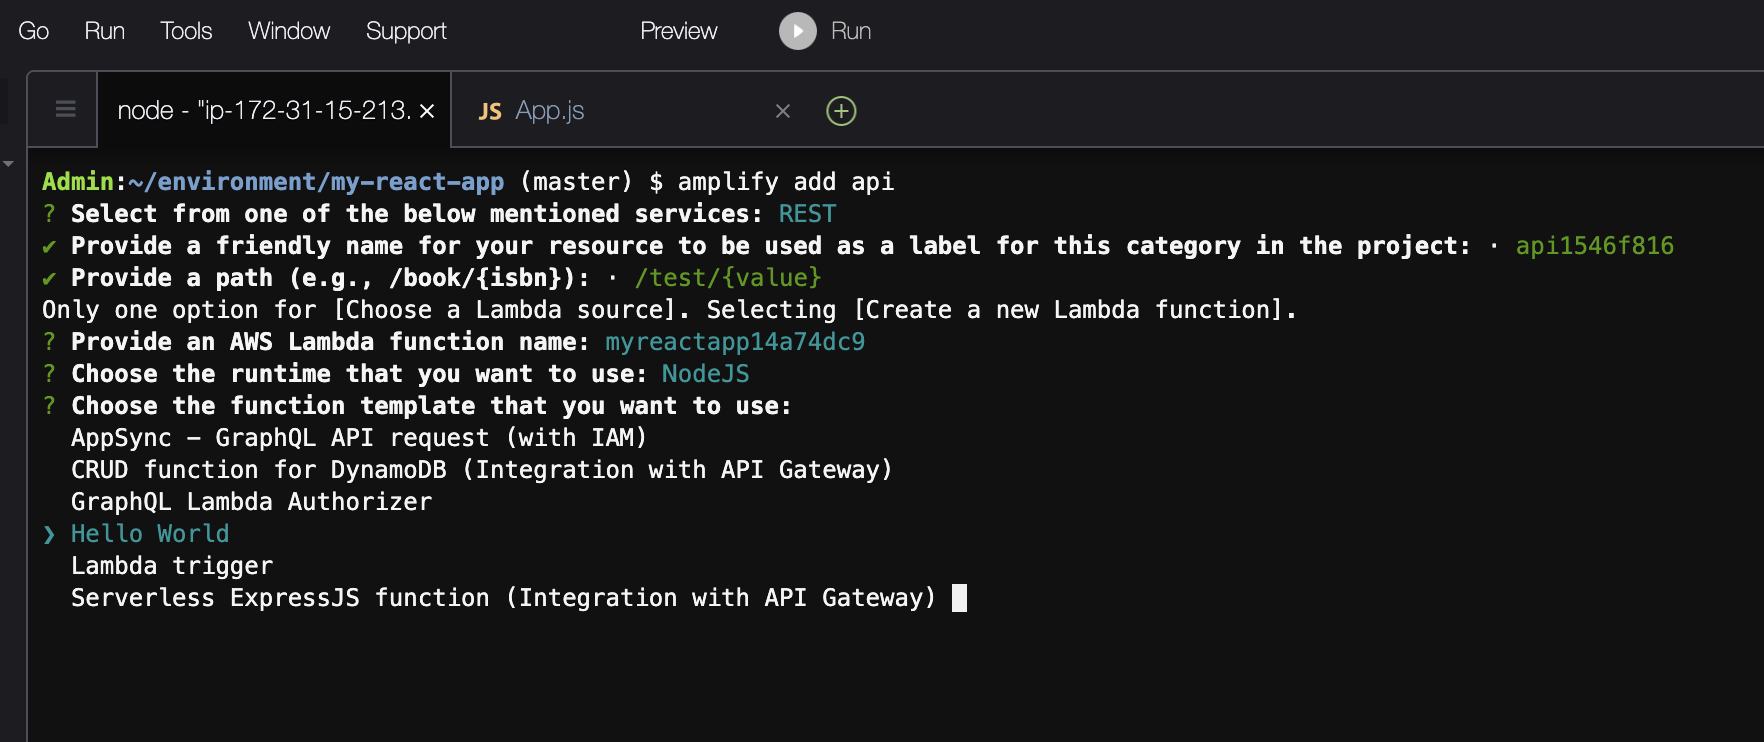 Go Run Tools Window Support Preview Run
node - "ip-172-31-15-213. × JS App.js ×
Admin:~/environment/my-react-app (master) $ amplify add api
? Select from one of the below mentioned services: REST
✔ Provide a friendly name for your resource to be used as a label for this category in the project: · api1546f816
✔ Provide a path (e.g., /book/{isbn}): · /test/{value}
Only one option for [Choose a Lambda source]. Selecting [Create a new Lambda function].
? Provide an AWS Lambda function name: myreactapp14a74dc9
? Choose the runtime that you want to use: NodeJS
? Choose the function template that you want to use:
AppSync - GraphQL API request (with IAM)
CRUD function for DynamoDB (Integration with API Gateway)
GraphQL Lambda Authorizer
❯ Hello World
Lambda trigger
Serverless ExpressJS function (Integration with API Gateway)